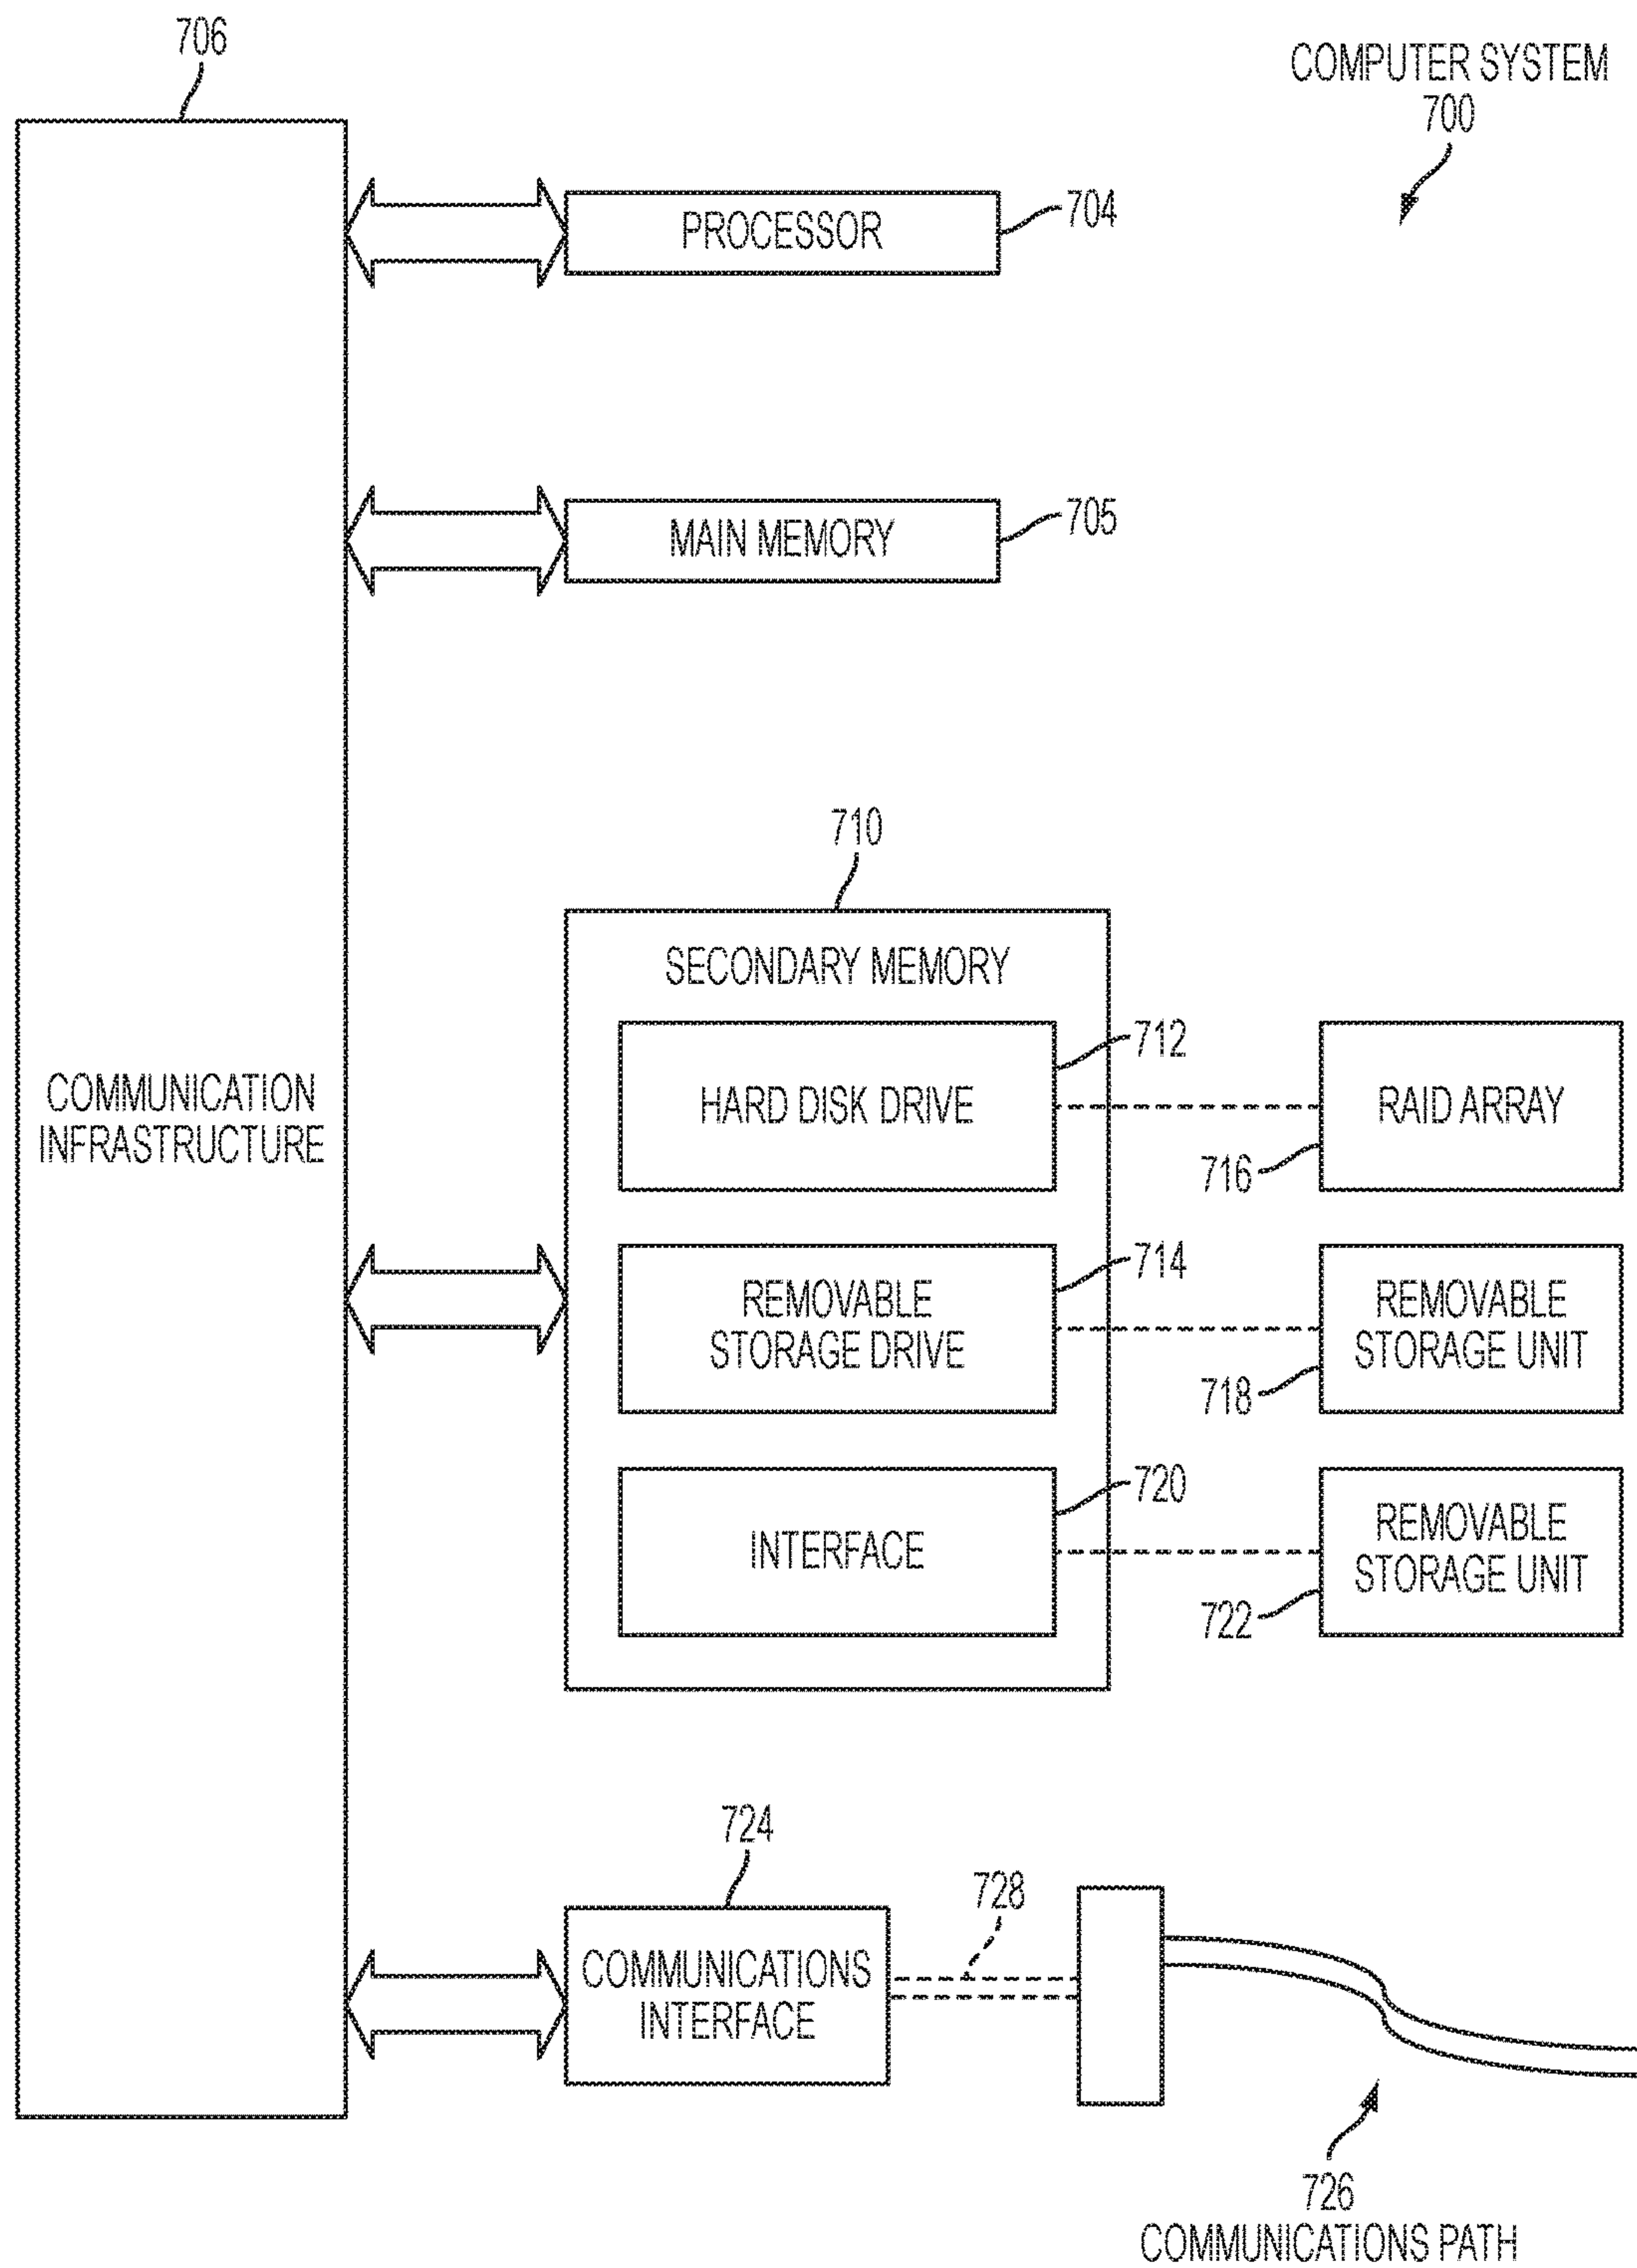 706
COMPUTER SYSTEM
700
PROCESSOR
704
MAIN MEMORY
705
710
SECONDARY MEMORY
HARD DISK DRIVE
712
RAID ARRAY
716
COMMUNICATION
INFRASTRUCTURE
REMOVABLE
STORAGE DRIVE
714
REMOVABLE
STORAGE UNIT
718
INTERFACE
720
REMOVABLE
STORAGE UNIT
722
724
COMMUNICATIONS
INTERFACE
728
726
COMMUNICATIONS PATH